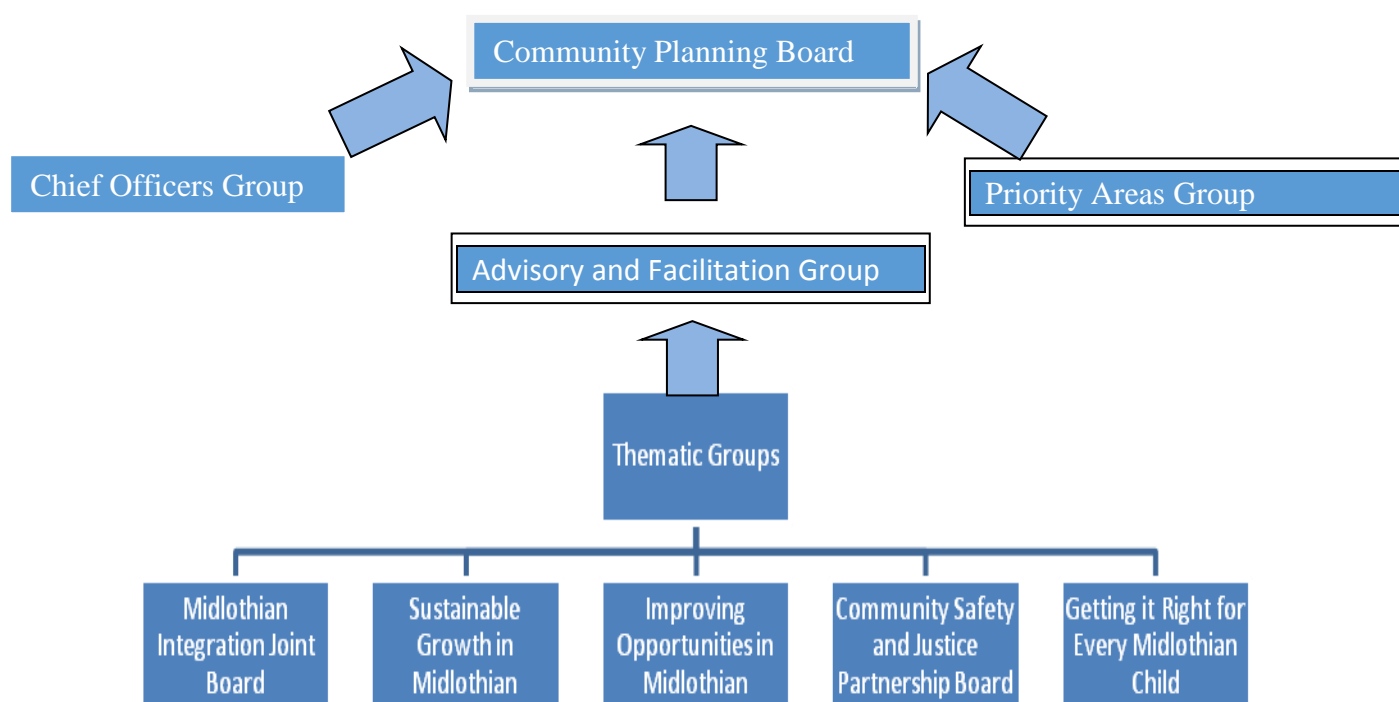 Community Planning Board
Chief Officers Group
Priority Areas Group
Advisory and Facilitation Group
Thematic Groups
Midlothian
Integration Joint
Board
Sustainable
Growth in
Midlothian
Improving
Opportunities in
Midlothian
Community Safety
and Justice
Partnership Board
Getting it Right for
Every Midlothian
Child